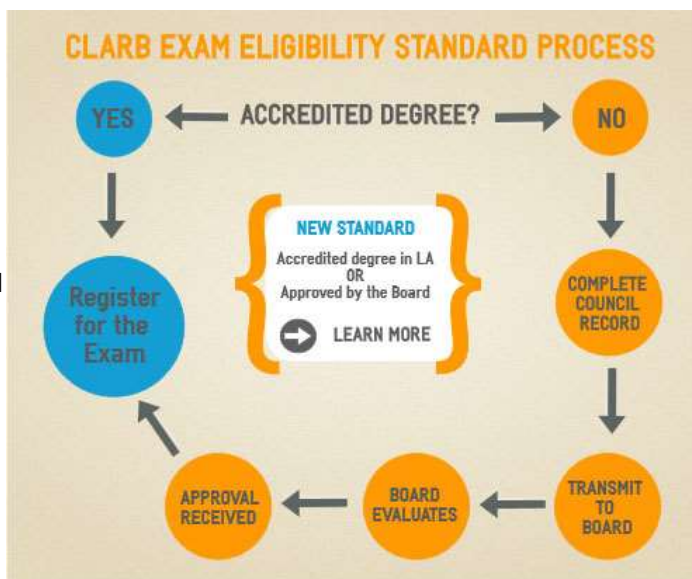 CLARB EXAM ELIGIBILITY STANDARD PROCESS
YES
ACCREDITED DEGREE?
NO
NEW STANDARD
Accredited degree in LA
OR
Approved by the Board
LEARN MORE
Register
for the
Exam
COMPLETE
COUNCIL
RECORD
APPROVAL
RECEIVED
BOARD
EVALUATES
TRANSMIT
TO
BOARD